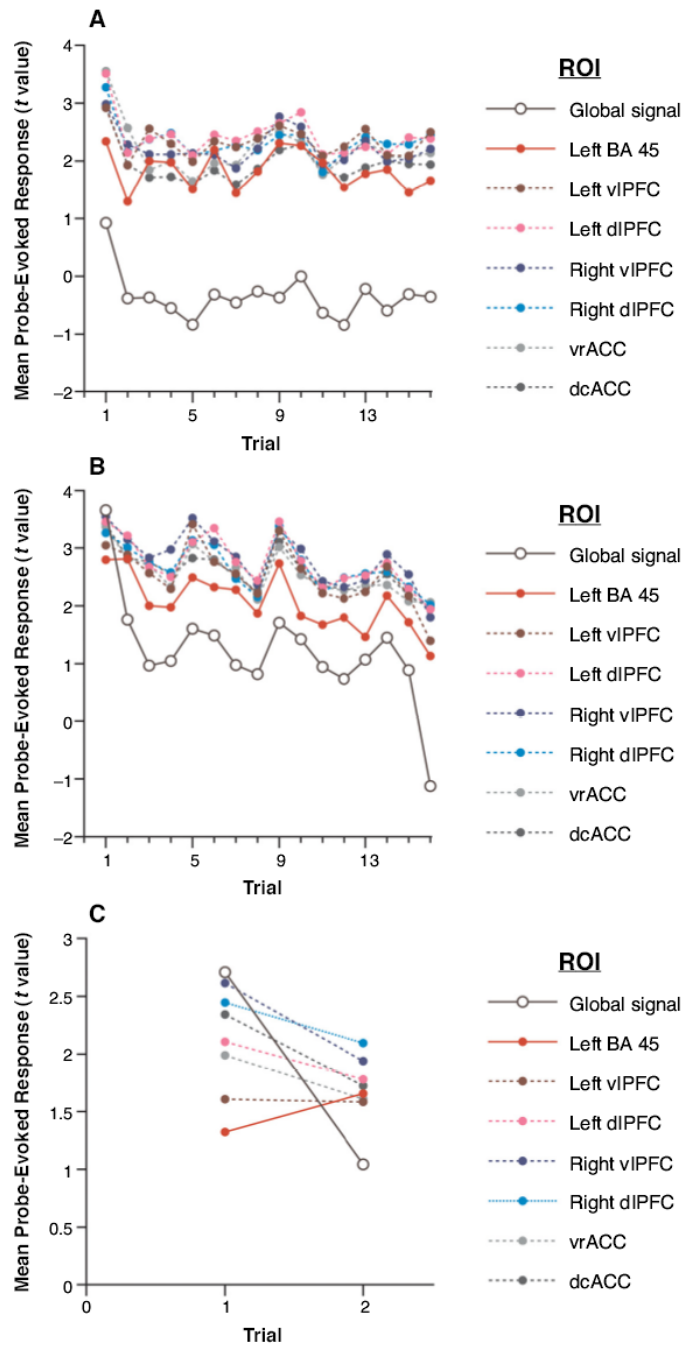 A
Mean Probe-Evoked Response (t value)
4
3
2
1
0
–1
–2
1
5
9
13
Trial
ROI
Global signal
Left BA 45
Left vlPFC
Left dlPFC
Right vlPFC
Right dlPFC
vrACC
dcACC
B
Mean Probe-Evoked Response (t value)
4
3
2
1
0
–1
–2
1
5
9
13
Trial
ROI
Global signal
Left BA 45
Left vlPFC
Left dlPFC
Right vlPFC
Right dlPFC
vrACC
dcACC
C
Mean Probe-Evoked Response (t value)
3
2.5
2
1.5
1
0.5
0
0
1
2
Trial
ROI
Global signal
Left BA 45
Left vlPFC
Left dlPFC
Right vlPFC
Right dlPFC
vrACC
dcACC